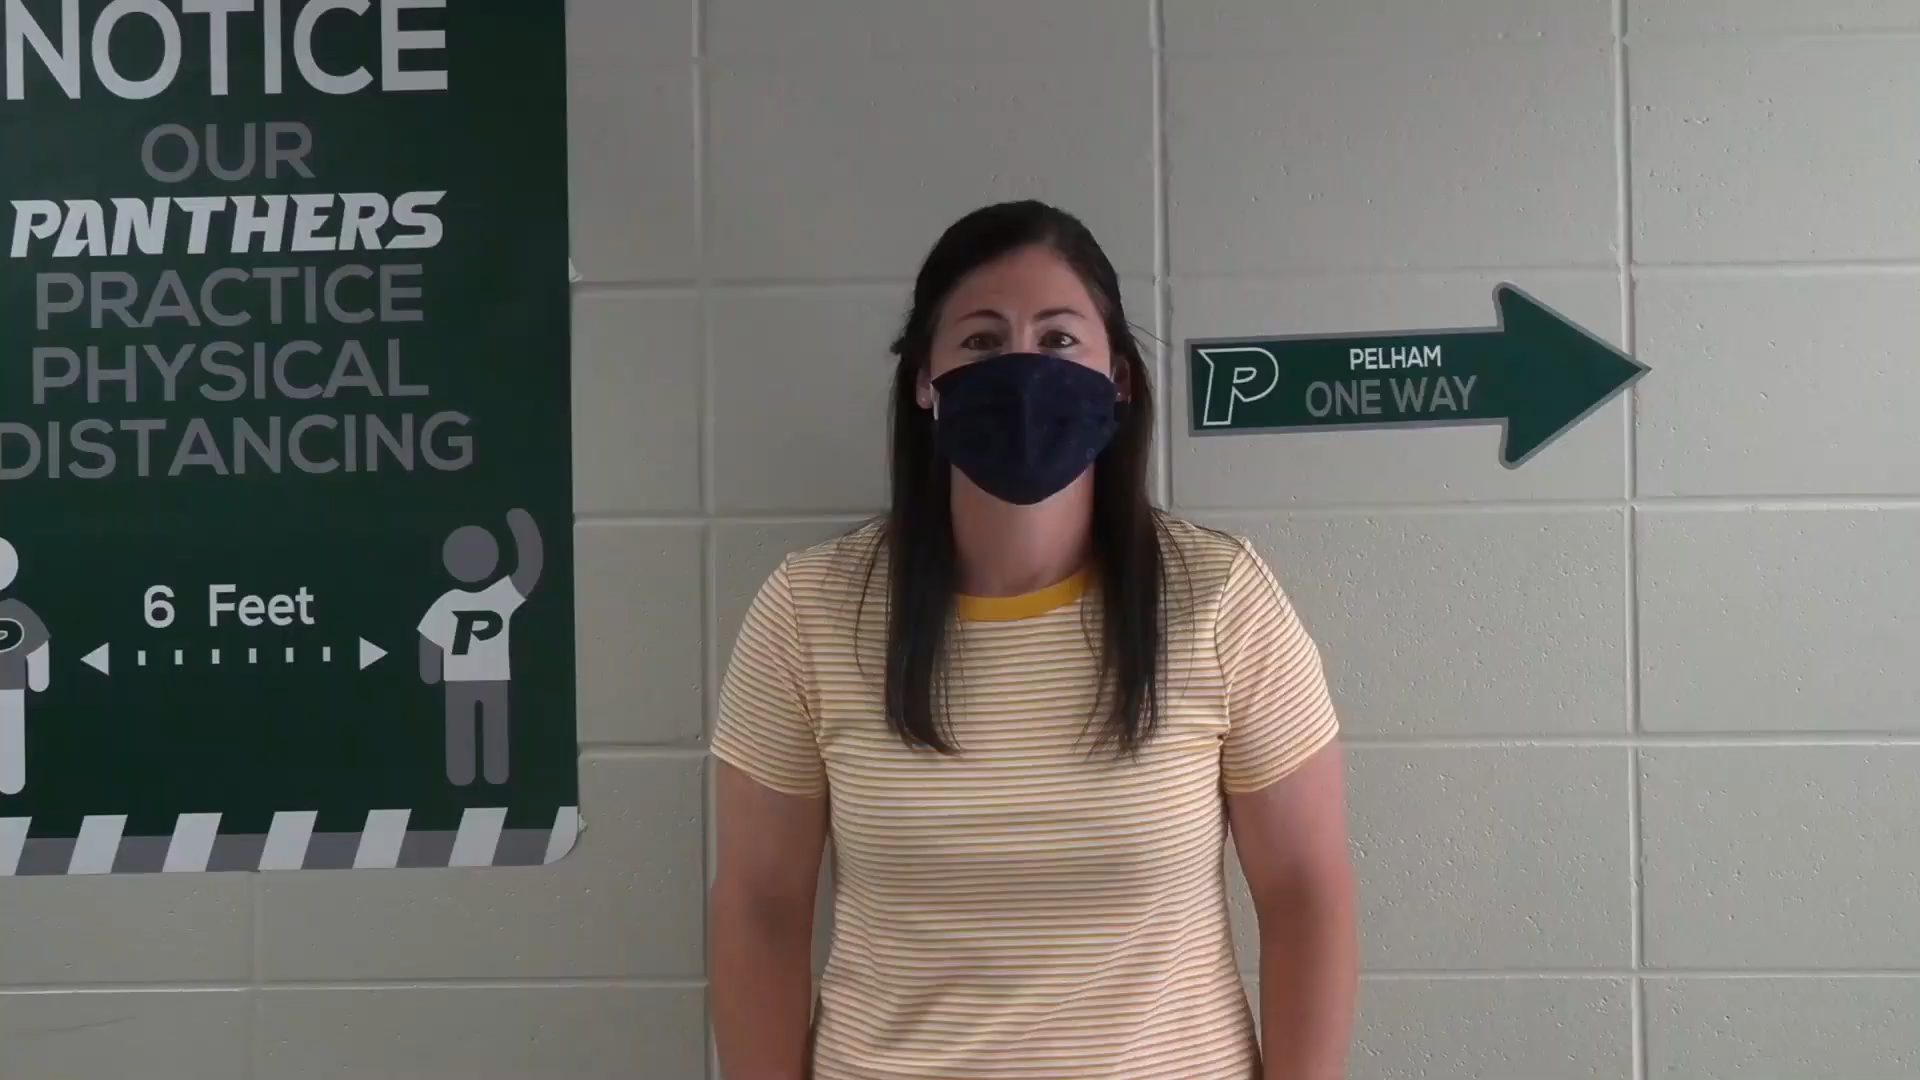 NOTICE
OUR
PANTHERS
PRACTICE
PHYSICAL
DISTANCING
6 Feet
P
P
P PELHAM
ONE WAY